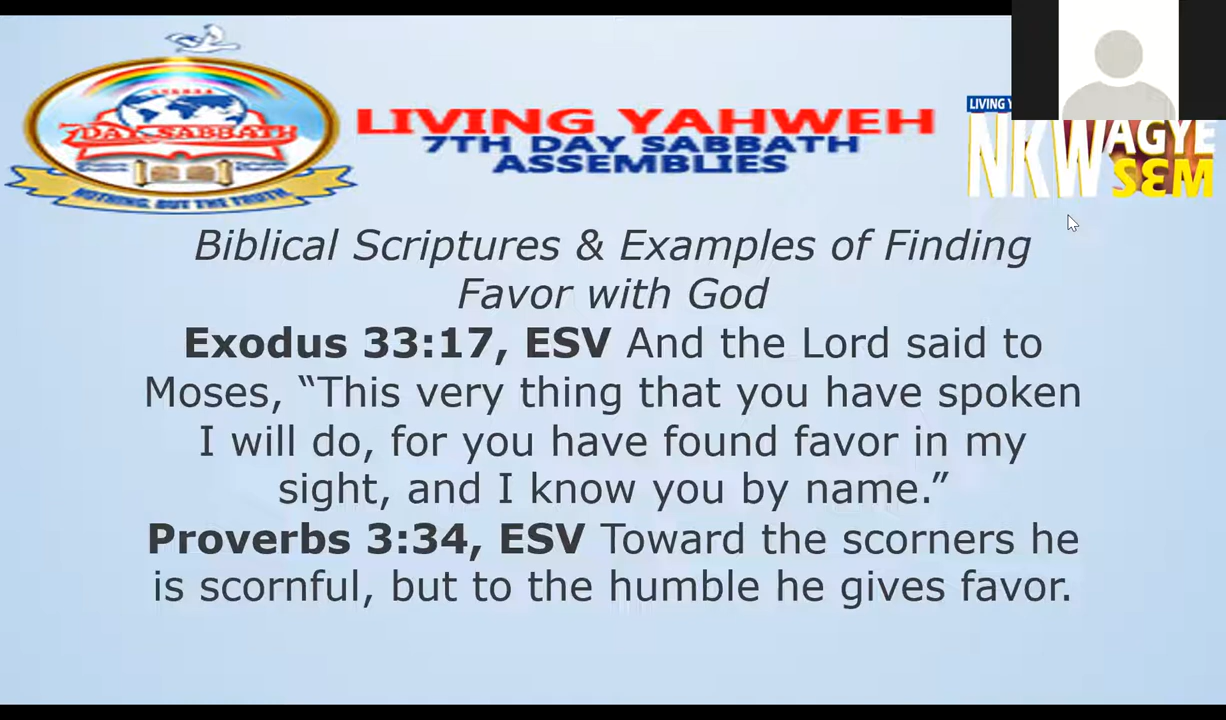 7DAY SABBATH
NOTHING BUT THE TRUTH
LIVING YAHWEH
7TH DAY SABBATH
ASSEMBLIES
LIVING Y
NKWAGYE
SƐM
Biblical Scriptures & Examples of Finding
Favor with God
Exodus 33:17, ESV And the Lord said to
Moses, “This very thing that you have spoken
I will do, for you have found favor in my
sight, and I know you by name.”
Proverbs 3:34, ESV Toward the scorners he
is scornful, but to the humble he gives favor.